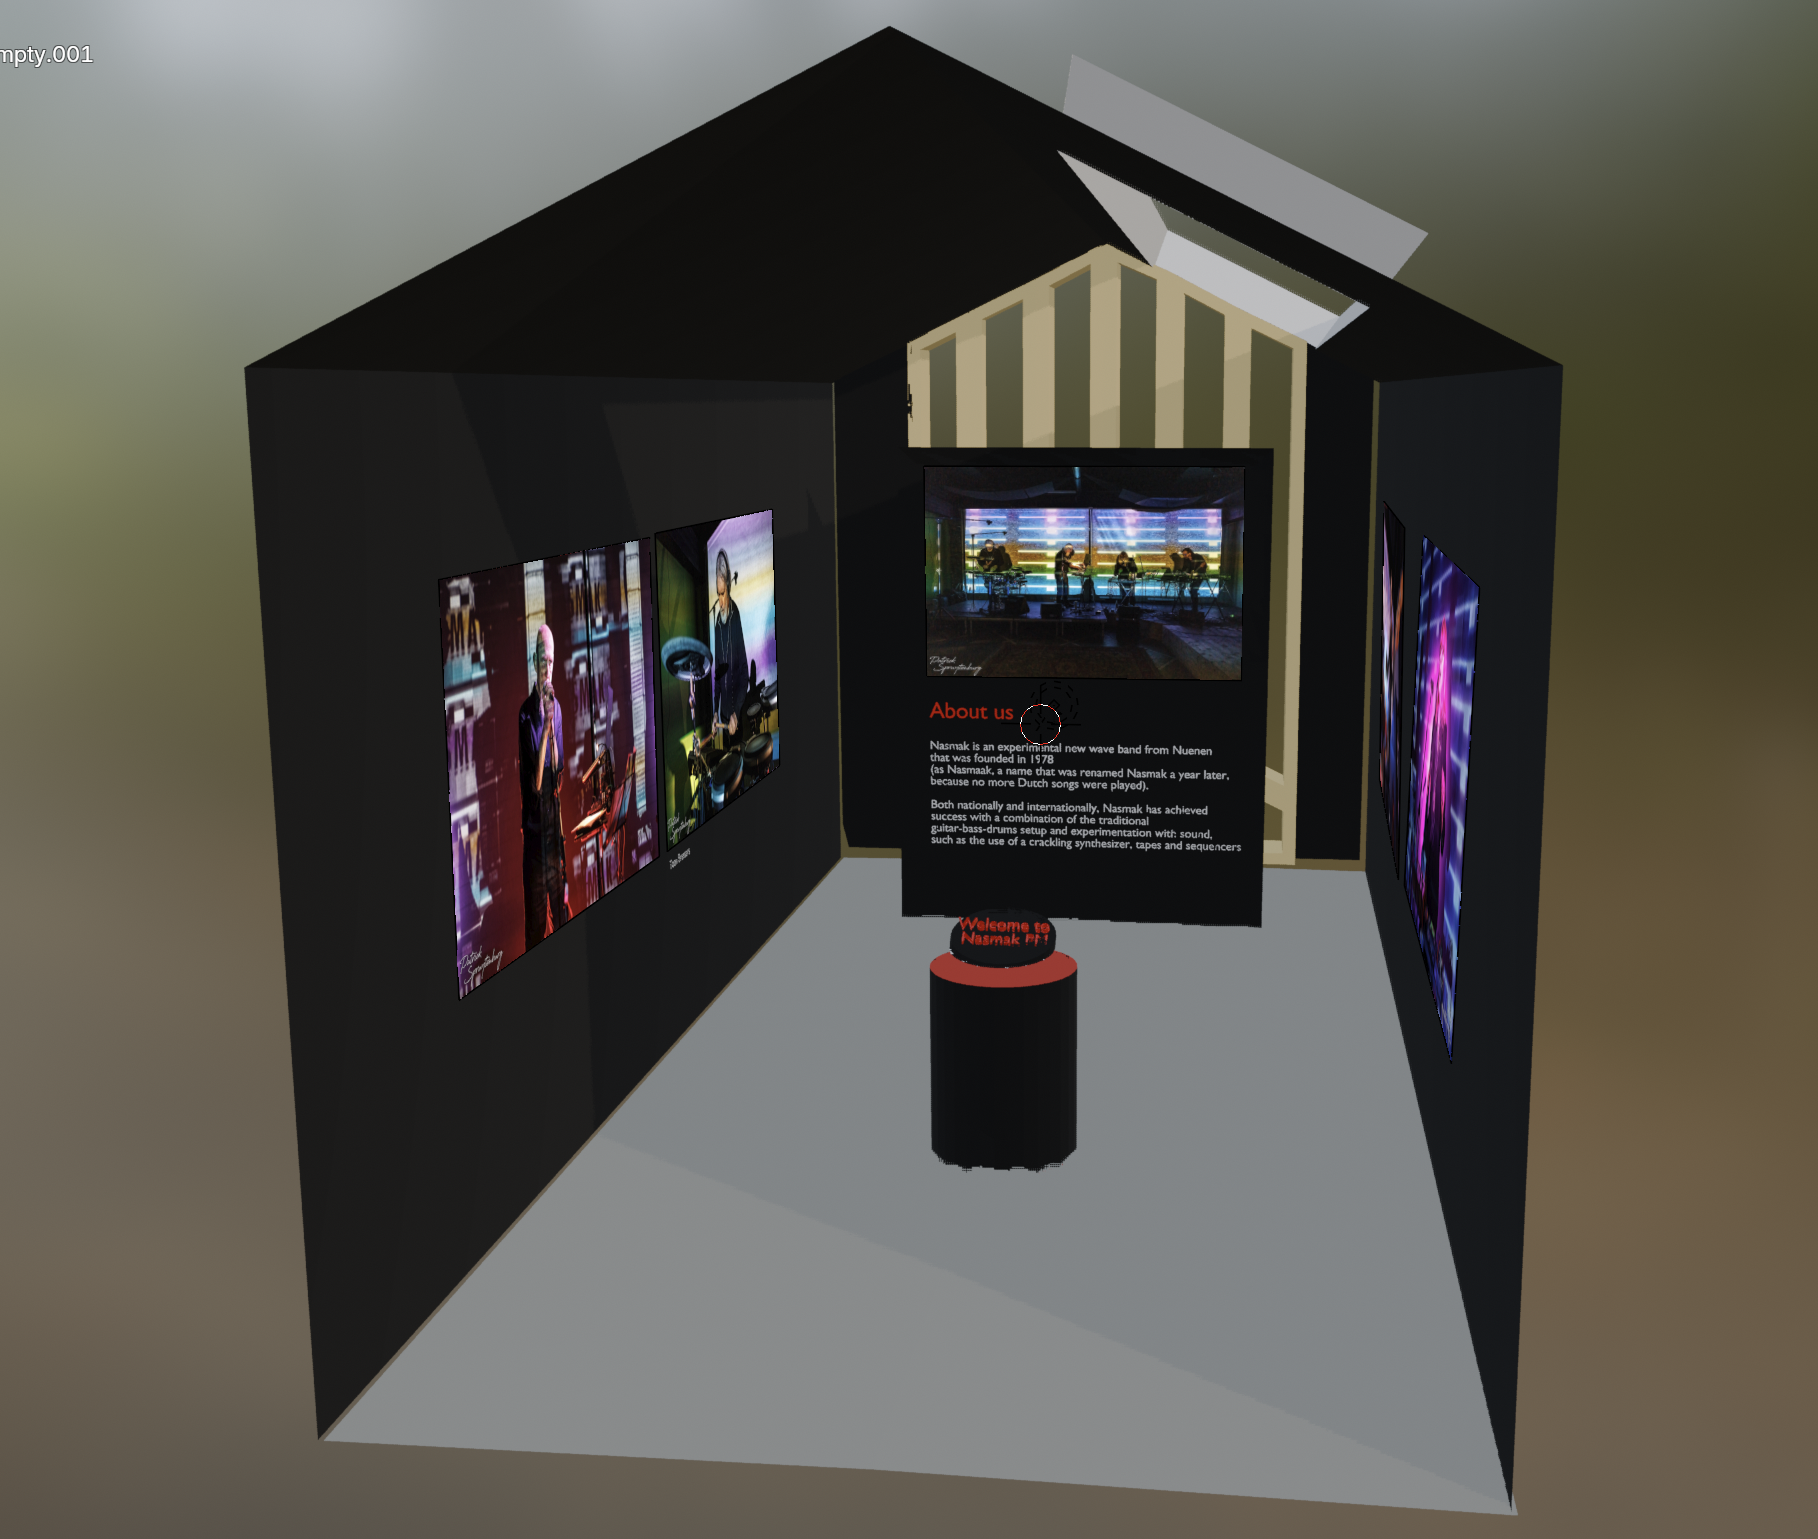 mpty.001
About us
Nasmak is an experimental new wave band from Nuenen
that was founded in 1978
(as Nasmaak, a name that was renamed Nasmak a year later,
because no more Dutch songs were played).
Both nationally and internationally, Nasmak has achieved
success with a combination of the traditional
guitar-bass-drums setup and experimentation with: sound,
such as the use of a crackling synthesizer, tapes and sequencers
Welcome to
Nasmak